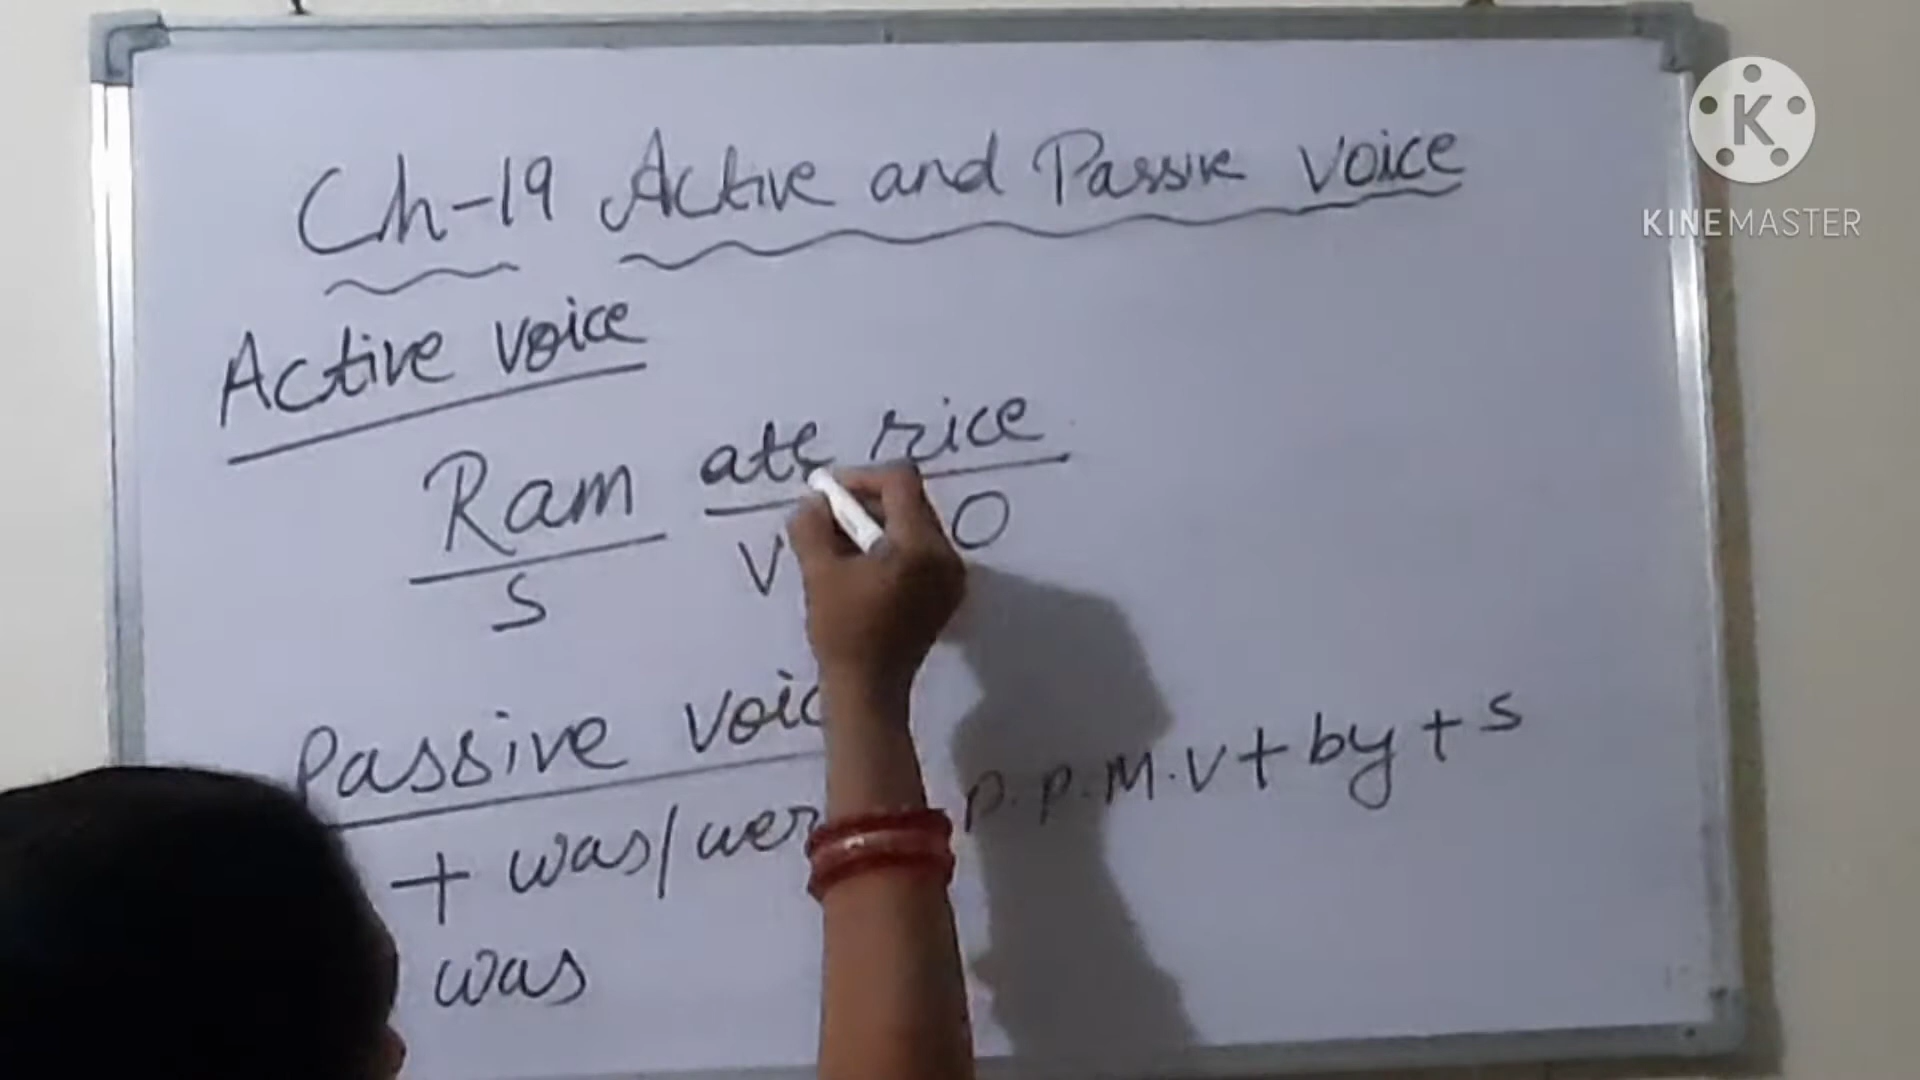 Ch-19 Active and Passive Voice
Active Voice
Ram ate rice
S V O
Passive Voic
+ was/wer P.P.M.V + by + S
was
K
KINEMASTER